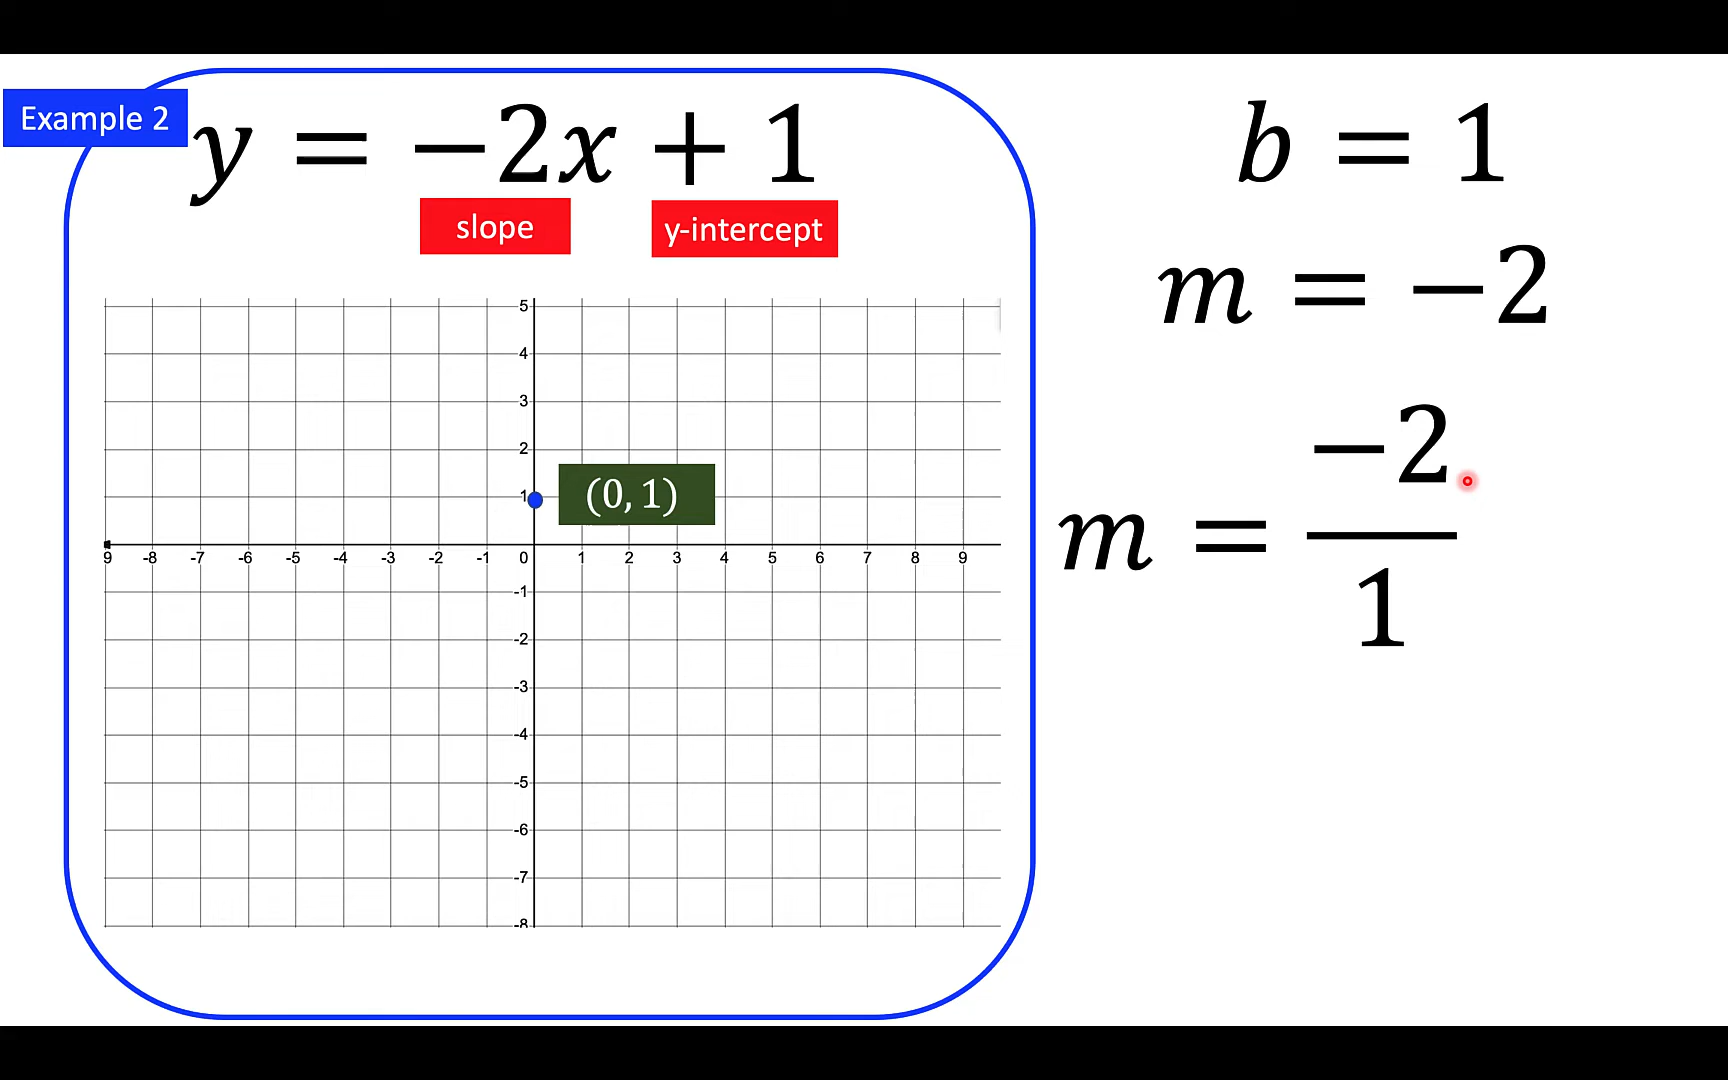 Example 2
y = −2x + 1
slope
y-intercept
b = 1
m = −2
m = −2/1
5
4
3
2
1
(0, 1)
9 -8 -7 -6 -5 -4 -3 -2 -1 0 1 2 3 4 5 6 7 8 9
-1
-2
-3
-4
-5
-6
-7
-8